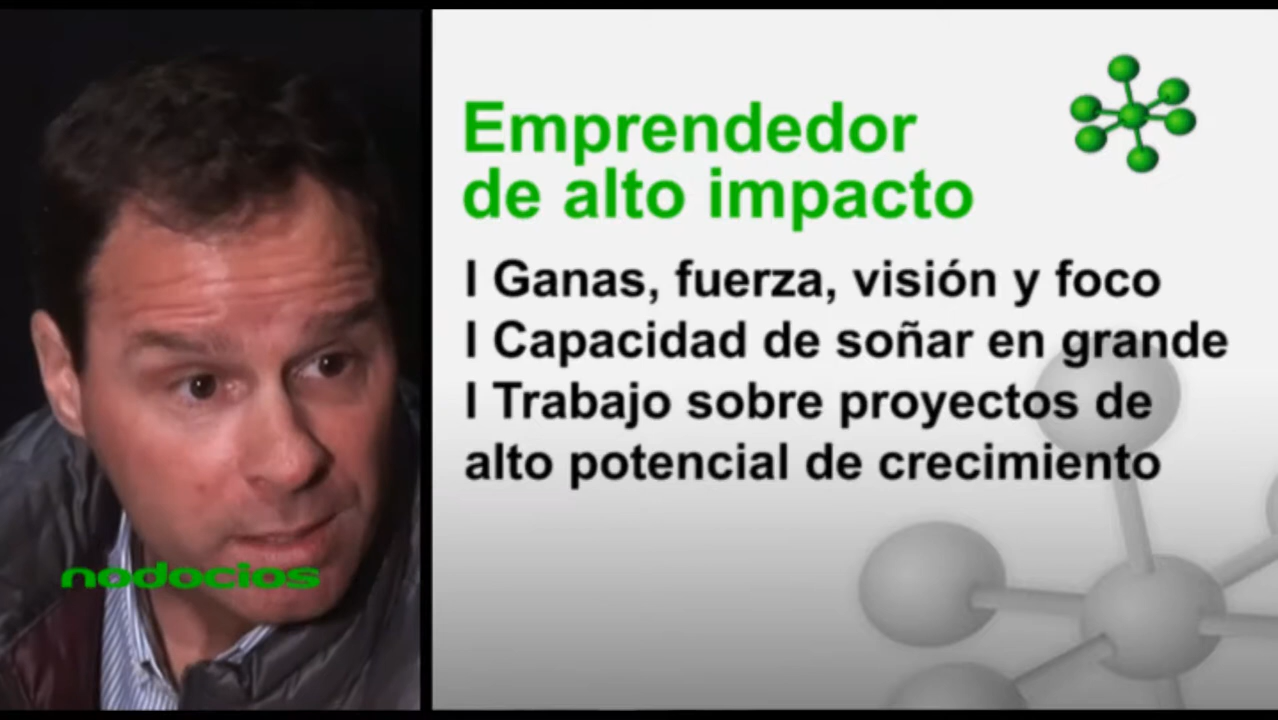 Emprendedor
de alto impacto
| Ganas, fuerza, visión y foco
| Capacidad de soñar en grande
| Trabajo sobre proyectos de
alto potencial de crecimiento
nodocios